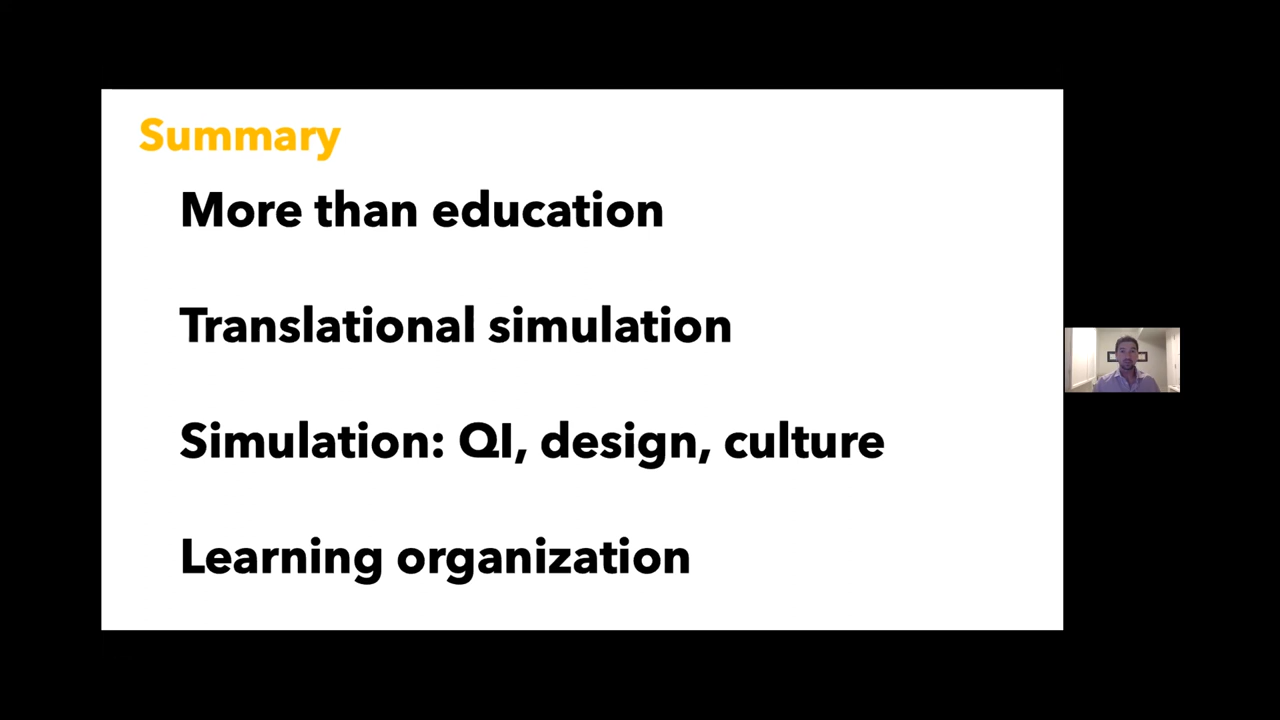 Summary
More than education
Translational simulation
Simulation: QI, design, culture
Learning organization